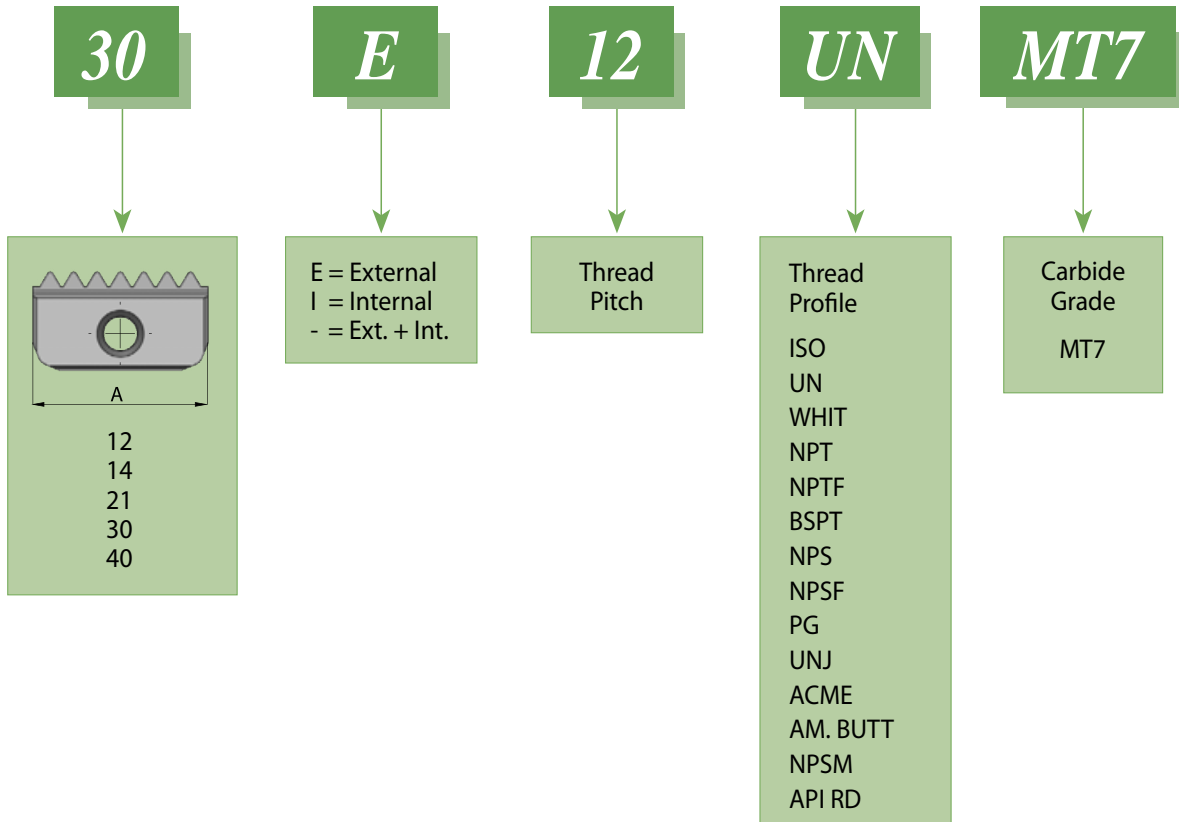 30
E
12
UN
MT7
A
12
14
21
30
40
E = External
I = Internal
- = Ext. + Int.
Thread
Pitch
Thread
Profile
ISO
UN
WHIT
NPT
NPTF
BSPT
NPS
NPSF
PG
UNJ
ACME
AM. BUTT
NPSM
API RD
Carbide
Grade
MT7